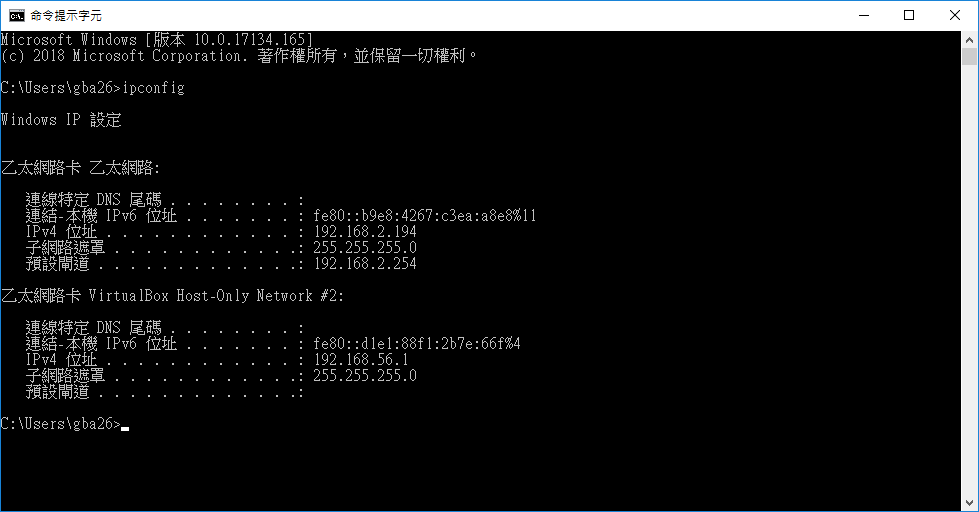 命令提示字元
Microsoft Windows [版本 10.0.17134.165]
(c) 2018 Microsoft Corporation. 著作權所有，並保留一切權利。
C:\Users\gba26>ipconfig
Windows IP 設定
乙太網路卡 乙太網路:
連線特定 DNS 尾碼 . . . . . . . . :
連結-本機 IPv6 位址 . . . . . . . : fe80::b9e8:4267:c3ea:a8e8%11
IPv4 位址 . . . . . . . . . . . . : 192.168.2.194
子網路遮罩 . . . . . . . . . . . .: 255.255.255.0
預設閘道 . . . . . . . . . . . . .: 192.168.2.254
乙太網路卡 VirtualBox Host-Only Network #2:
連線特定 DNS 尾碼 . . . . . . . . :
連結-本機 IPv6 位址 . . . . . . . : fe80::d1e1:88f1:2b7e:66f%4
IPv4 位址 . . . . . . . . . . . . : 192.168.56.1
子網路遮罩 . . . . . . . . . . . .: 255.255.255.0
預設閘道 . . . . . . . . . . . . .:
C:\Users\gba26>